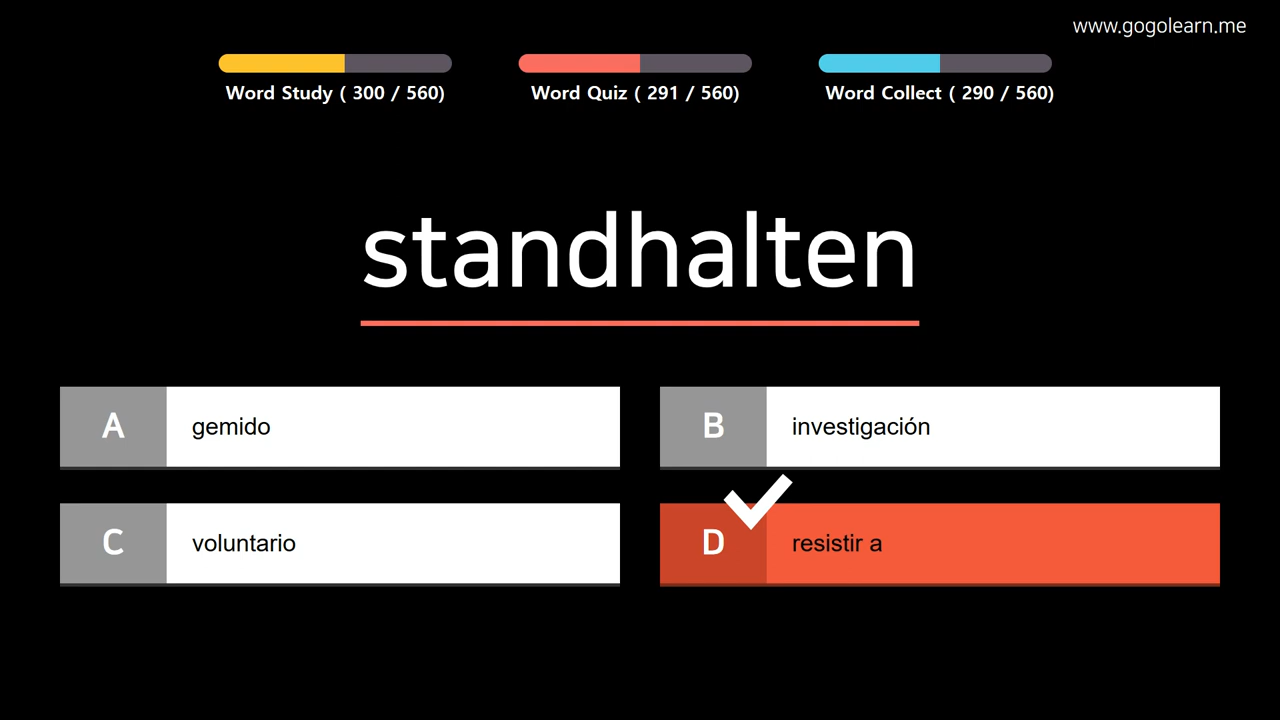 www.gogolearn.me
Word Study ( 300 / 560)
Word Quiz ( 291 / 560)
Word Collect ( 290 / 560)
standhalten
A
gemido
B
investigación
C
voluntario
D
resistir a